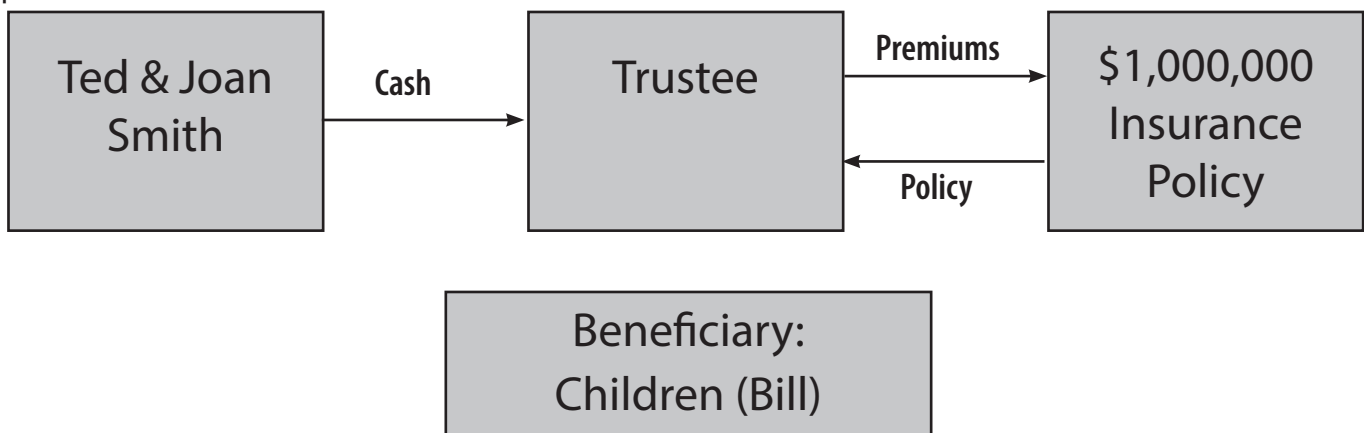 Ted & Joan
Smith
Cash
Trustee
Premiums
Policy
$1,000,000
Insurance
Policy
Beneficiary:
Children (Bill)